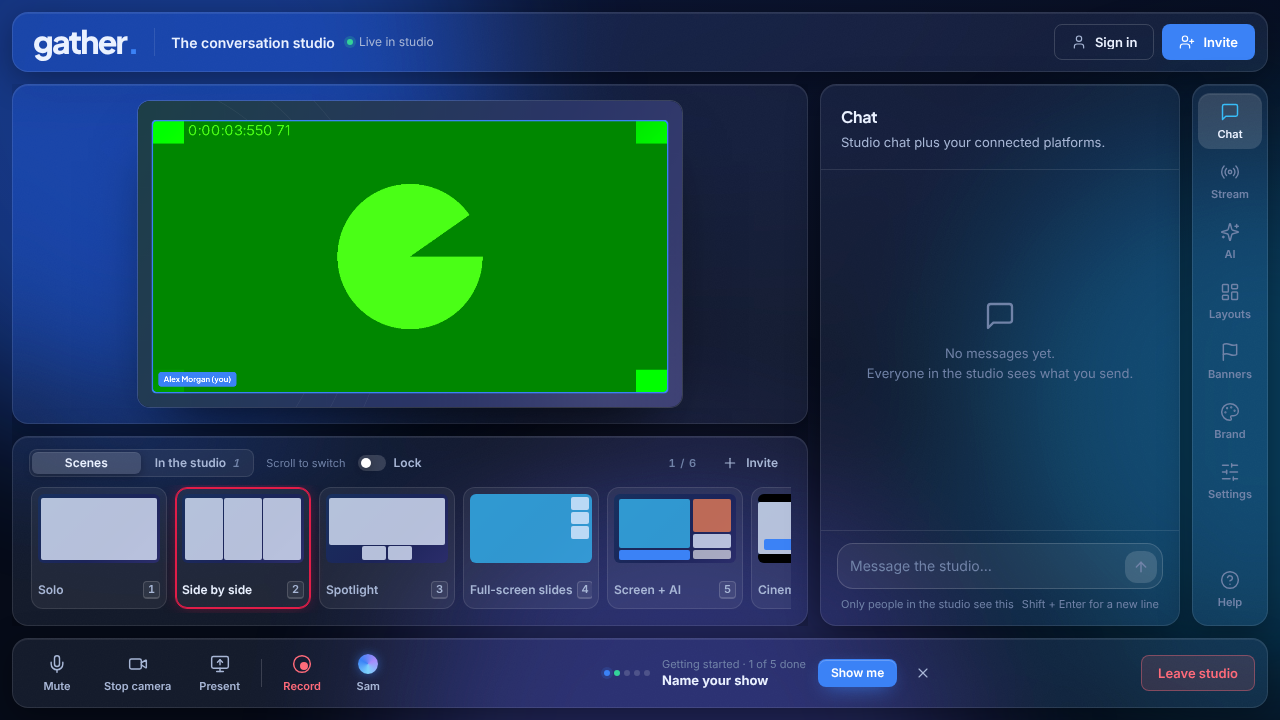 gather.
The conversation studio
Live in studio
Sign in
Invite
0:00:03:550 71
Alex Morgan (you)
Chat
Studio chat plus your connected platforms.
No messages yet.
Everyone in the studio sees what you send.
Message the studio...
Only people in the studio see this
Shift + Enter for a new line
Chat
Stream
AI
Layouts
Banners
Brand
Settings
Help
Scenes
In the studio 1
Scroll to switch
Lock
1 / 6
Invite
Solo 1
Side by side 2
Spotlight 3
Full-screen slides 4
Screen + AI 5
Cinem
Mute
Stop camera
Present
Record
Sam
Getting started · 1 of 5 done
Name your show
Show me
Leave studio